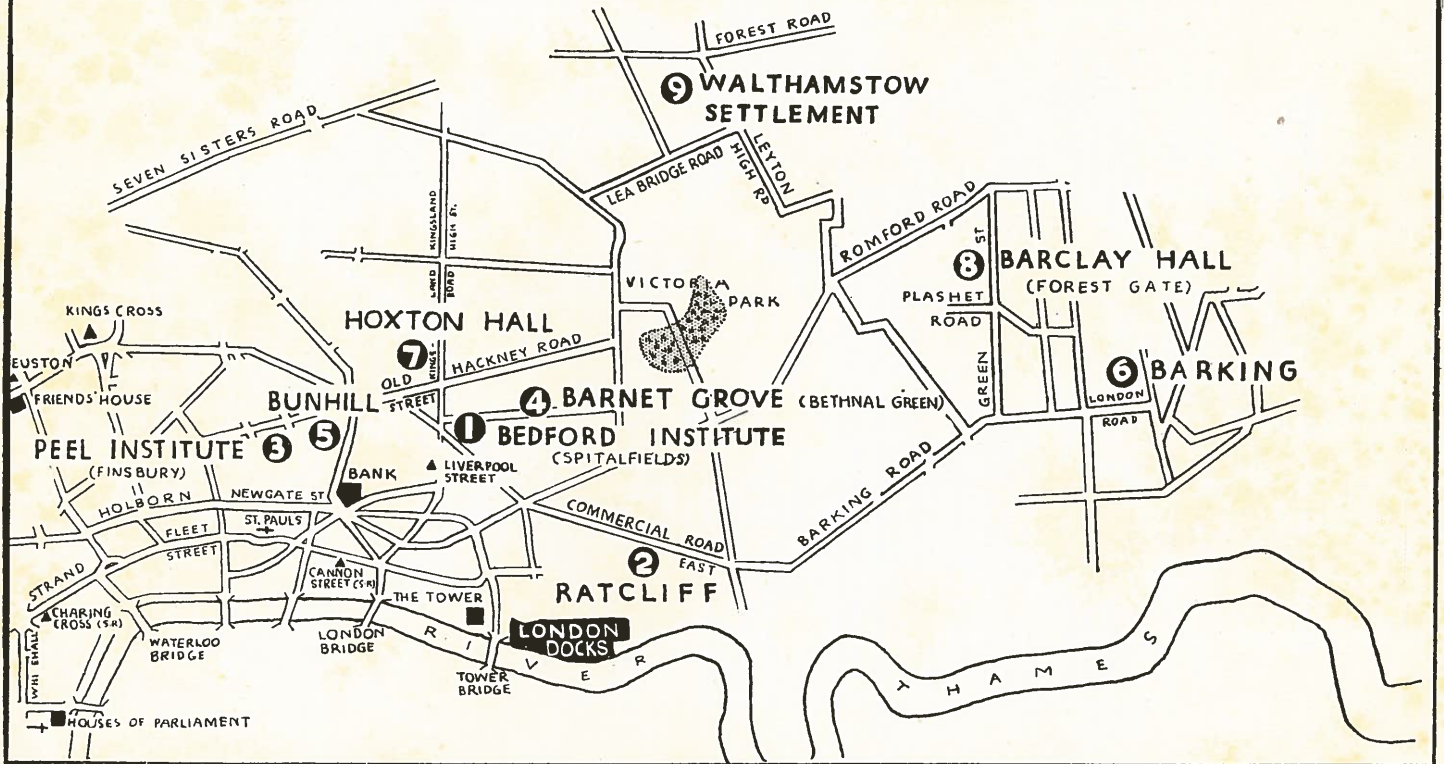 FOREST ROAD
9 WALTHAMSTOW
SETTLEMENT
SEVEN SISTERS ROAD
LEA BRIDGE ROAD
LEYTON
HIGH RD
KINGSLAND
HIGH ST.
ROMFORD ROAD
8 BARCLAY HALL
(FOREST GATE)
GREEN ST
PLASHET
ROAD
VICTORIA
PARK
KINGSLAND
ROAD
KINGS CROSS
HOXTON HALL
7
HACKNEY ROAD
EUSTON
FRIENDS' HOUSE
OLD
STREET
BUNHILL
5
4 BARNET GROVE (BETHNAL GREEN)
6 BARKING
LONDON
ROAD
1 BEDFORD INSTITUTE
(SPITALFIELDS)
PEEL INSTITUTE 3
(FINSBURY)
LIVERPOOL
STREET
BANK
HOLBORN
NEWGATE ST.
ST. PAULS
FLEET
STREET
COMMERCIAL ROAD
EAST
BARKING ROAD
2
RATCLIFF
STRAND
CANNON
STREET (S.R)
THE TOWER
CHARING
CROSS (S.R)
WATERLOO
BRIDGE
LONDON
BRIDGE
LONDON
DOCKS
TOWER
BRIDGE
RIVER
THAMES
WHITEHALL
HOUSES OF PARLIAMENT